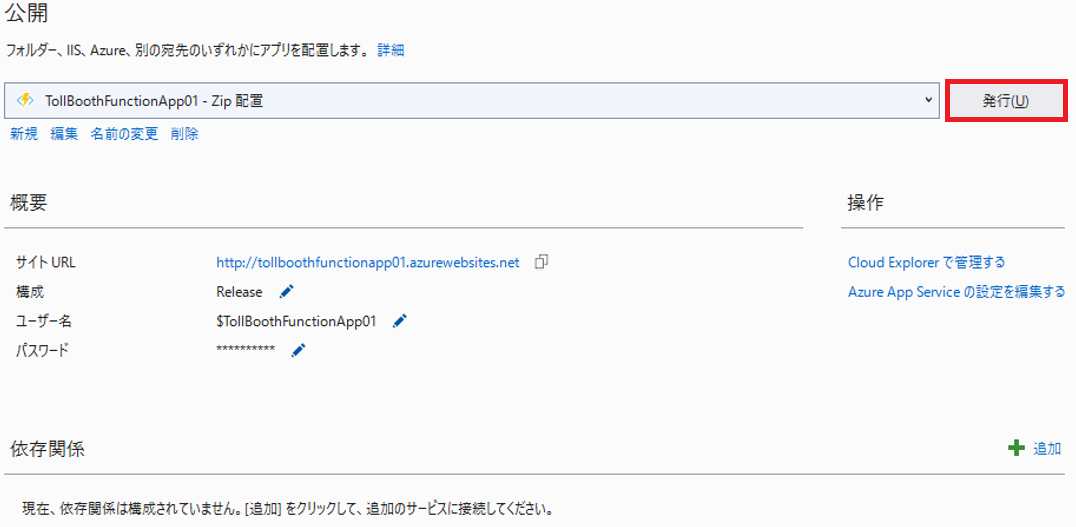 公開
フォルダー、IIS、Azure、別の宛先のいずれかにアプリを配置します。 詳細
TollBoothFunctionApp01 - Zip 配置
発行(U)
新規 編集 名前の変更 削除
概要
操作
サイト URL http://tollboothfunctionapp01.azurewebsites.net
Cloud Explorer で管理する
構成 Release
Azure App Service の設定を編集する
ユーザー名 $TollBoothFunctionApp01
パスワード **********
依存関係
追加
現在、依存関係は構成されていません。[追加] をクリックして、追加のサービスに接続してください。